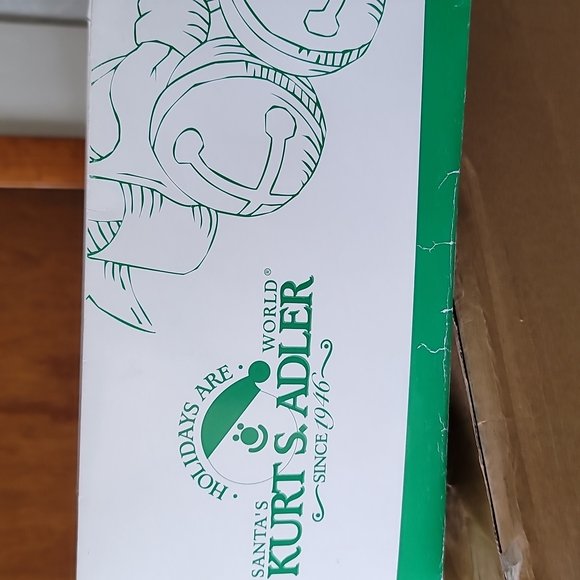 · HOLIDAYS ARE ·
SANTA'S WORLD®
KURT S. ADLER
SINCE 1946